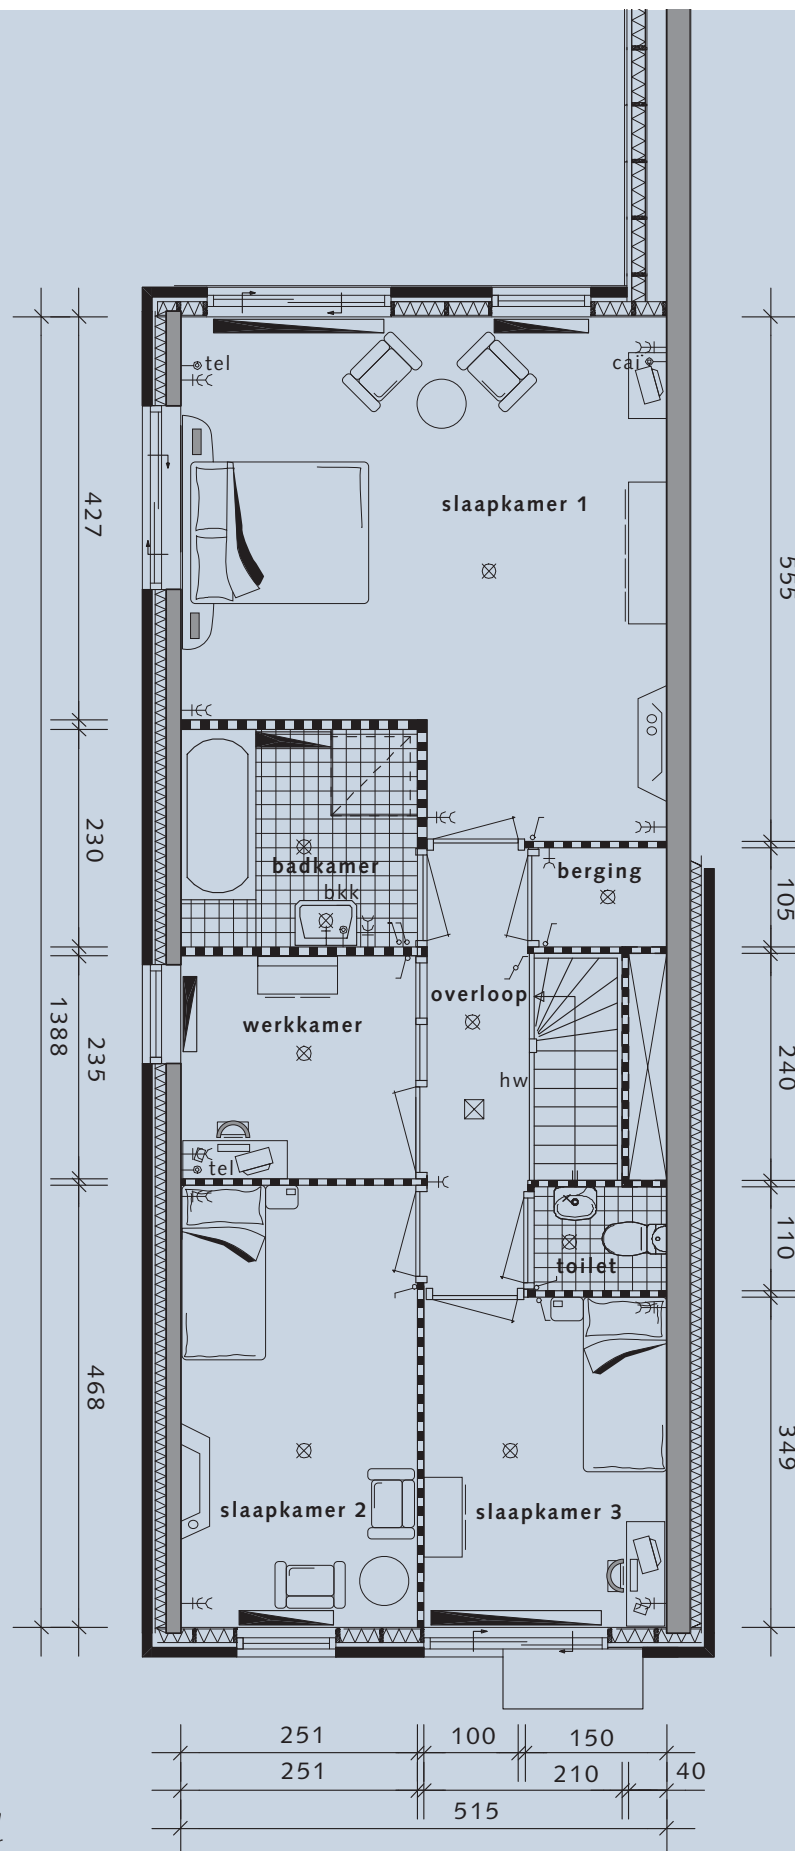 tel
caï
slaapkamer 1
427
555
230
badkamer
bkk
berging
105
overloop
werkkamer
1388
235
hw
240
tel
110
toilet
468
349
slaapkamer 2
slaapkamer 3
251 100 150
251 210 40
515